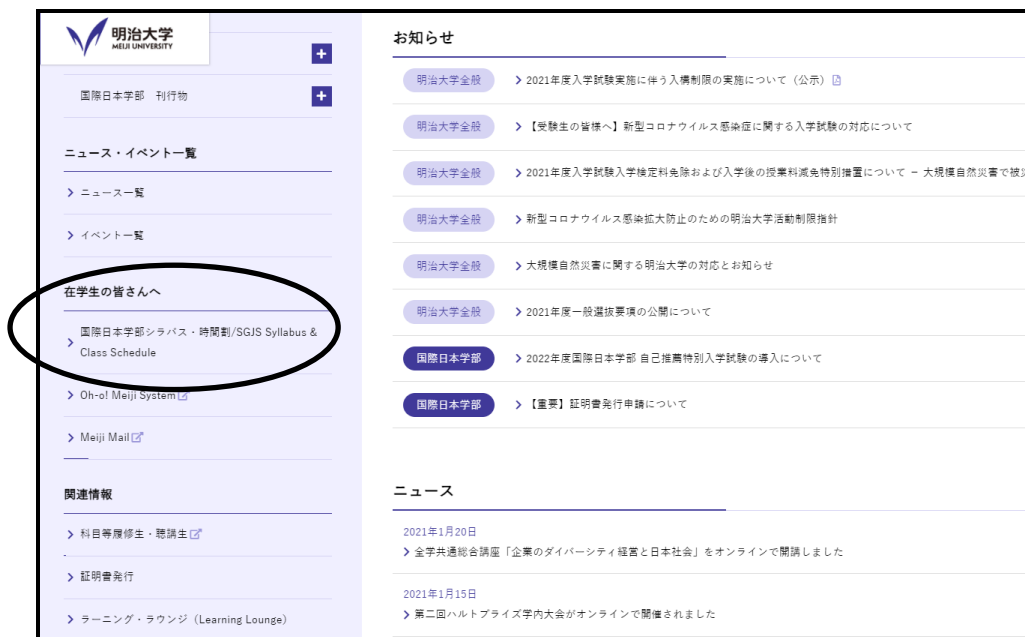 明治大学
MEIJI UNIVERSITY
国際日本学部 刊行物
ニュース・イベント一覧
ニュース一覧
イベント一覧
在学生の皆さんへ
国際日本学部シラバス・時間割/SGJS Syllabus &
Class Schedule
Oh-o! Meiji System
Meiji Mail
関連情報
科目等履修生・聴講生
証明書発行
ラーニング・ラウンジ（Learning Lounge）
お知らせ
明治大学全般 2021年度入学試験実施に伴う入構制限の実施について（公示）
明治大学全般 【受験生の皆様へ】新型コロナウイルス感染症に関する入学試験の対応について
明治大学全般 2021年度入学試験入学検定料免除および入学後の授業料減免特別措置について － 大規模自然災害で被災
明治大学全般 新型コロナウイルス感染拡大防止のための明治大学活動制限指針
明治大学全般 大規模自然災害に関する明治大学の対応とお知らせ
明治大学全般 2021年度一般選抜要項の公開について
国際日本学部 2022年度国際日本学部 自己推薦特別入学試験の導入について
国際日本学部 【重要】証明書発行申請について
ニュース
2021年1月20日
全学共通総合講座「企業のダイバーシティ経営と日本社会」をオンラインで開講しました
2021年1月15日
第二回ハルトプライズ学内大会がオンラインで開催されました